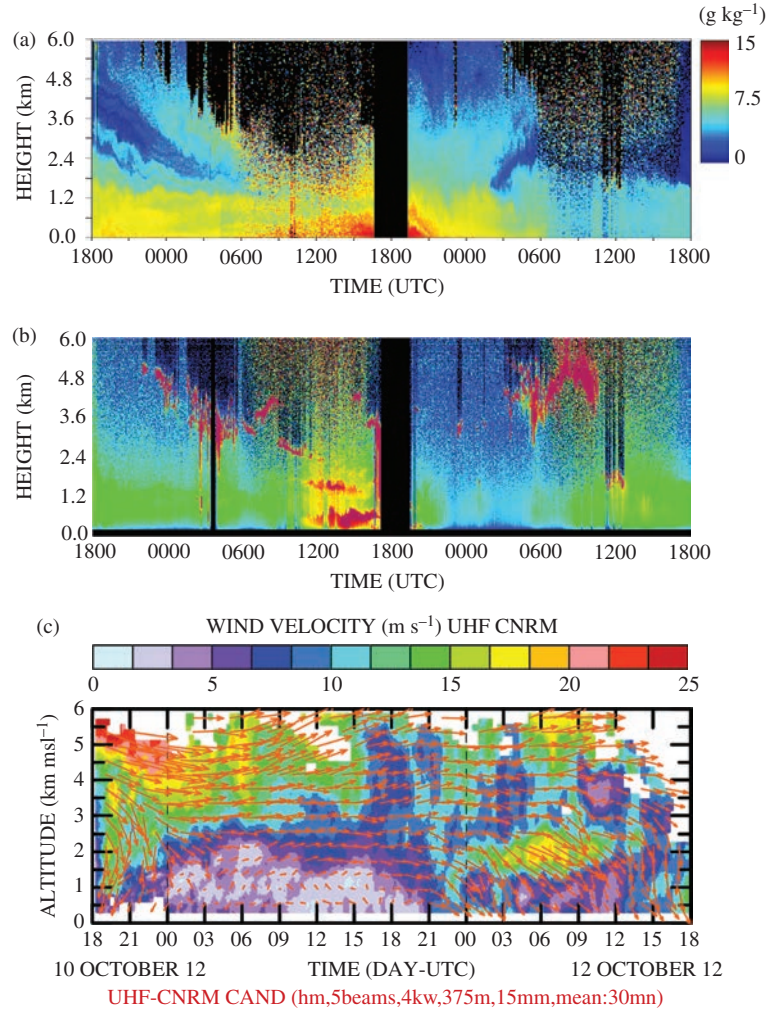 (g kg⁻¹)
(a)
15
7.5
0
HEIGHT (km)
6.0
4.8
3.6
2.4
1.2
0.0
1800 0000 0600 1200 1800 0000 0600 1200 1800
TIME (UTC)
(b)
HEIGHT (km)
6.0
4.8
3.6
2.4
1.2
0.0
1800 0000 0600 1200 1800 0000 0600 1200 1800
TIME (UTC)
(c) WIND VELOCITY (m s⁻¹) UHF CNRM
0 5 10 15 20 25
ALTITUDE (km msl⁻¹)
6
5
4
3
2
1
0
18 21 00 03 06 09 12 15 18 21 00 03 06 09 12 15 18
10 OCTOBER 12 TIME (DAY-UTC) 12 OCTOBER 12
UHF-CNRM CAND (hm,5beams,4kw,375m,15mm,mean:30mn)